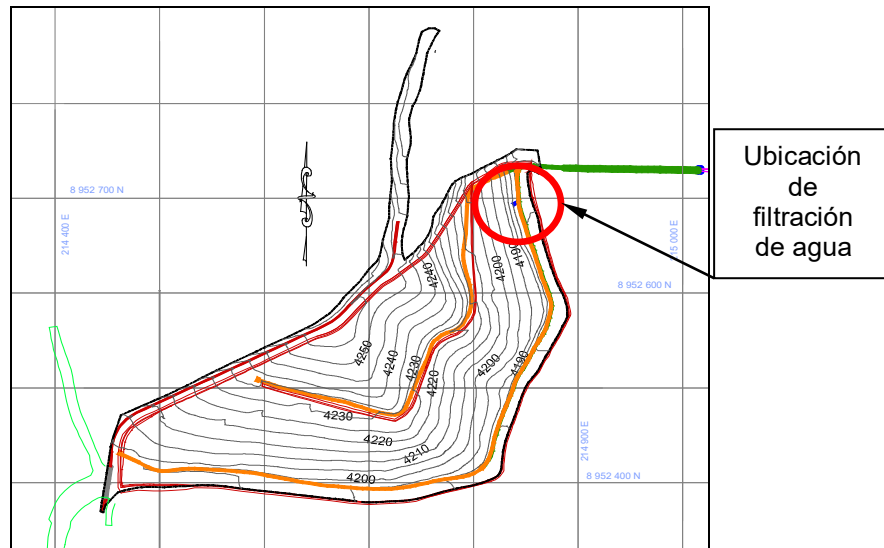 8 952 700 N
214 400 E
15 000 E
8 952 600 N
214 900 E
8 952 400 N
4240
4200
4190
4250
4240
4230
4220
4200
4190
4230
4220
4210
4200
Ubicación
de
filtración
de agua